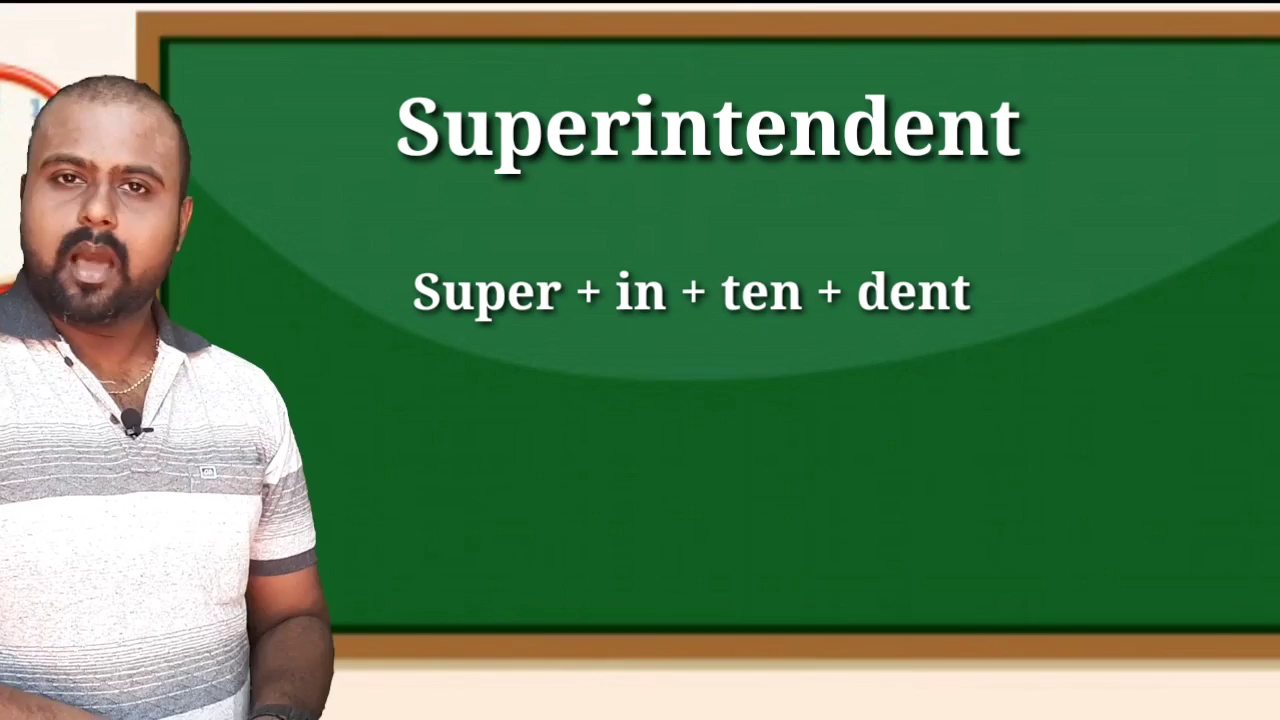 Superintendent
Super + in + ten + dent